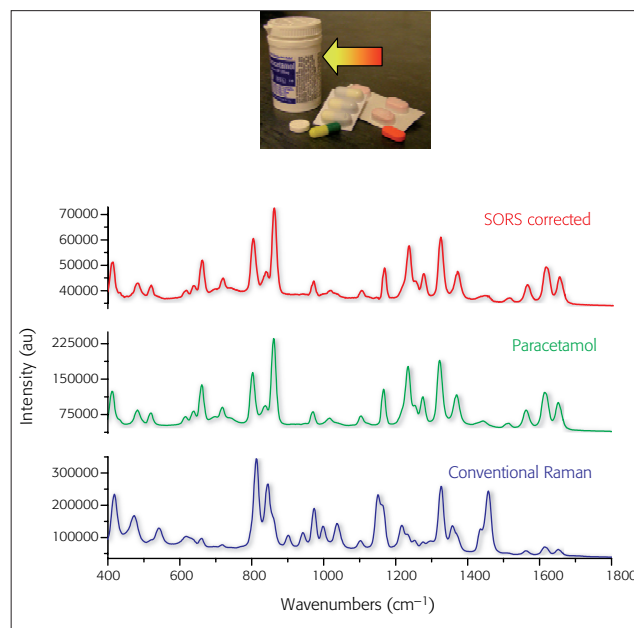 70000
60000
50000
40000
SORS corrected
225000
150000
75000
Paracetamol
300000
200000
100000
Conventional Raman
400 600 800 1000 1200 1400 1600 1800
Intensity (au)
Wavenumbers (cm⁻¹)